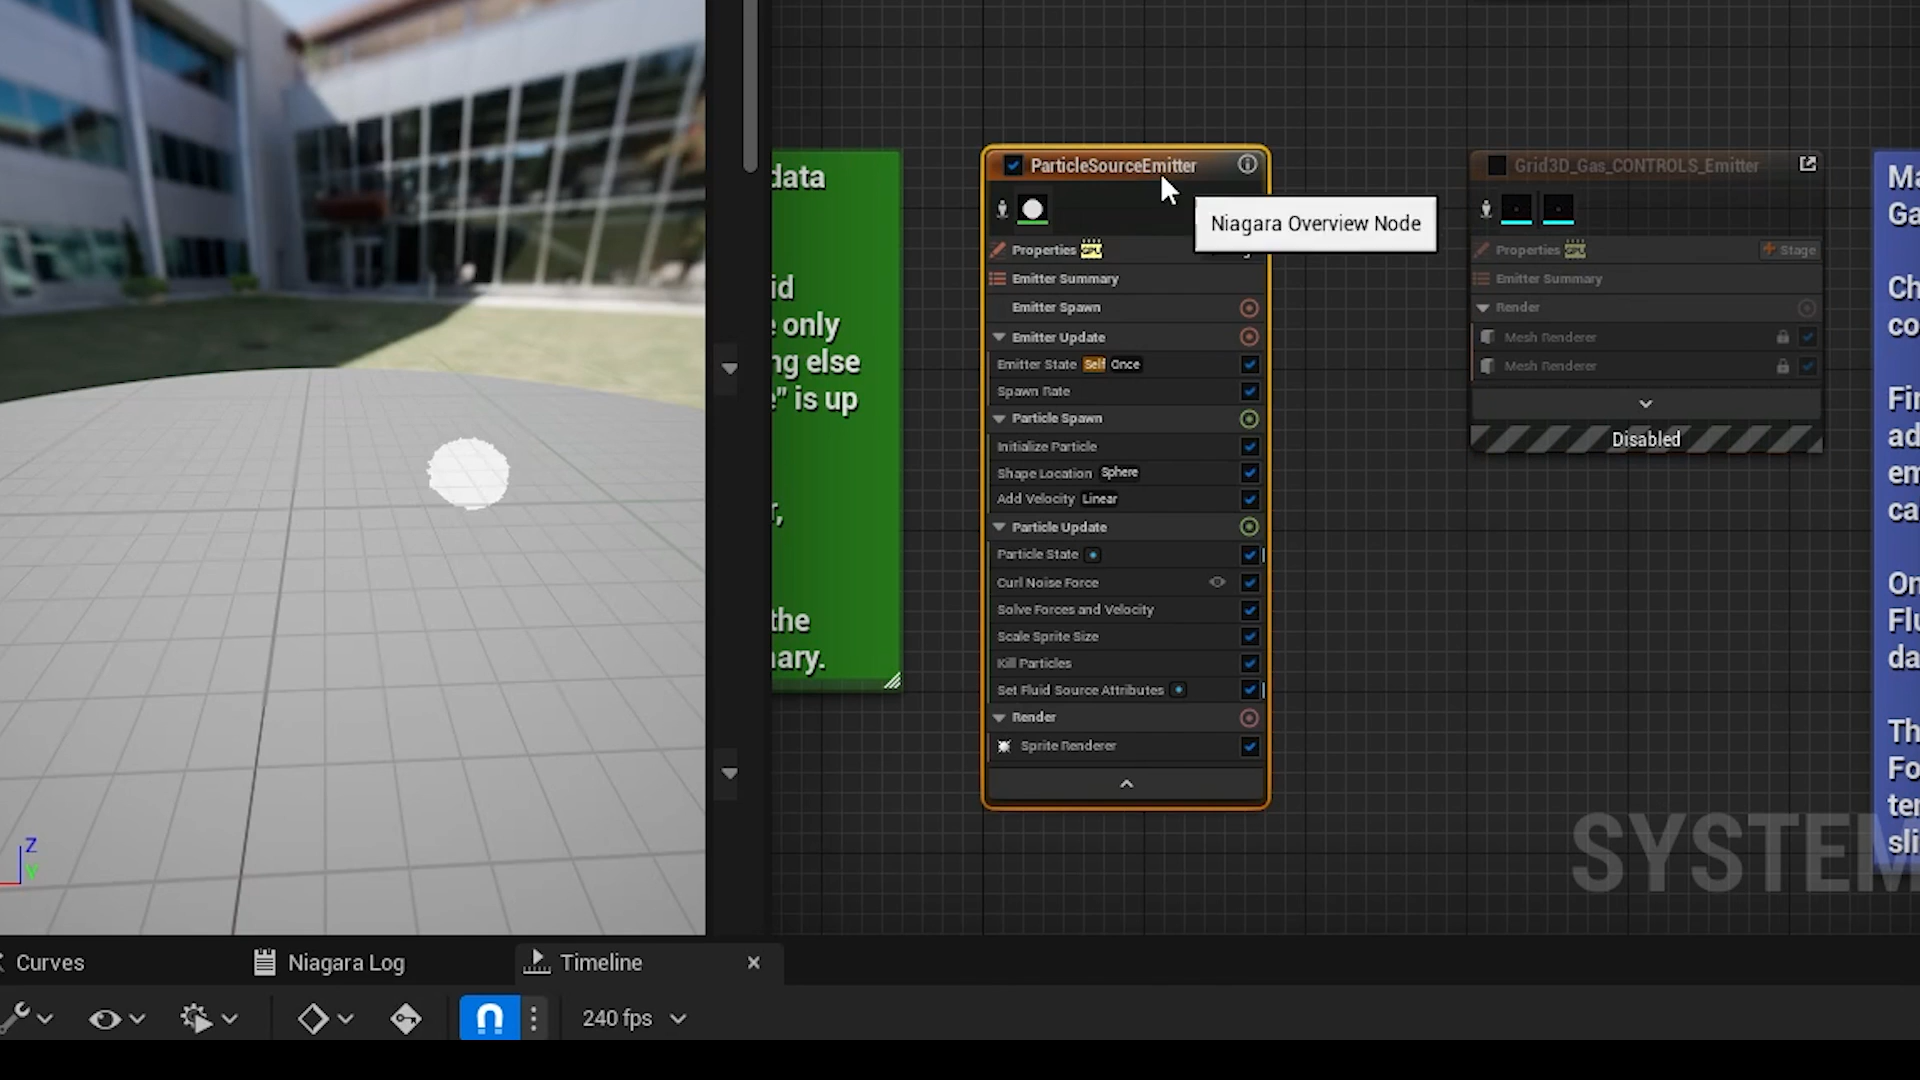 data
id
only
ng else
" is up
r,
the
ary.
ParticleSourceEmitter
Niagara Overview Node
Properties
Emitter Summary
Emitter Spawn
Emitter Update
Emitter State Self Once
Spawn Rate
Particle Spawn
Initialize Particle
Shape Location Sphere
Add Velocity Linear
Particle Update
Particle State
Curl Noise Force
Solve Forces and Velocity
Scale Sprite Size
Kill Particles
Set Fluid Source Attributes
Render
Sprite Renderer
Grid3D_Gas_CONTROLS_Emitter
Properties Stage
Emitter Summary
Render
Mesh Renderer
Mesh Renderer
Disabled
Ma
Ga
Ch
co
Fin
ad
em
ca
On
Flu
da
Th
Fo
ter
sli
SYSTEM
Z
Y
Curves
Niagara Log
Timeline
240 fps